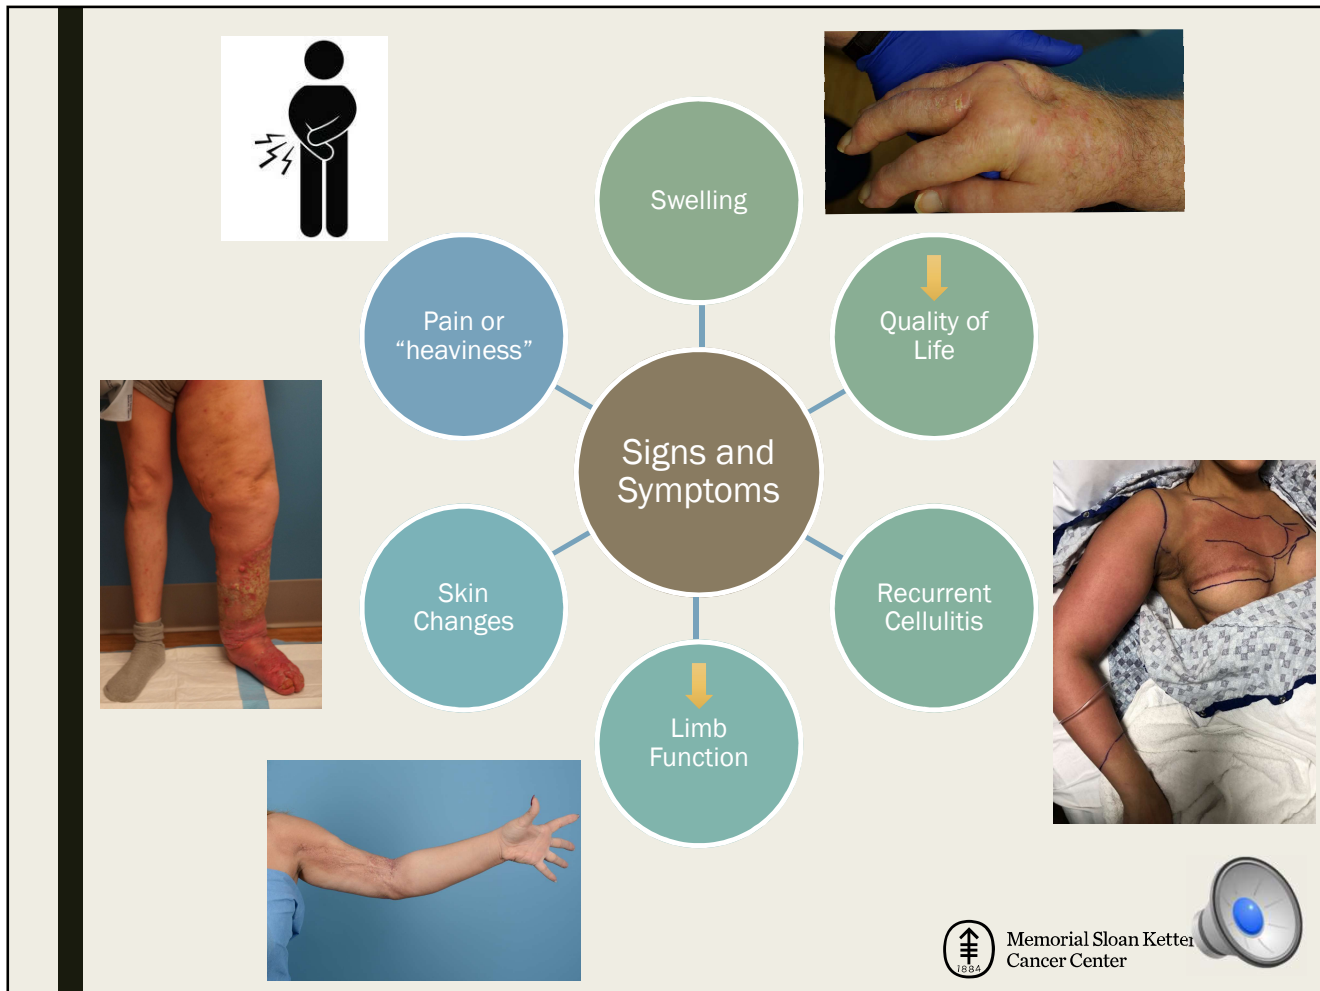 Swelling
Quality of
Life
Pain or
“heaviness”
Signs and
Symptoms
Skin
Changes
Recurrent
Cellulitis
Limb
Function
1884
Memorial Sloan Ketter
Cancer Center